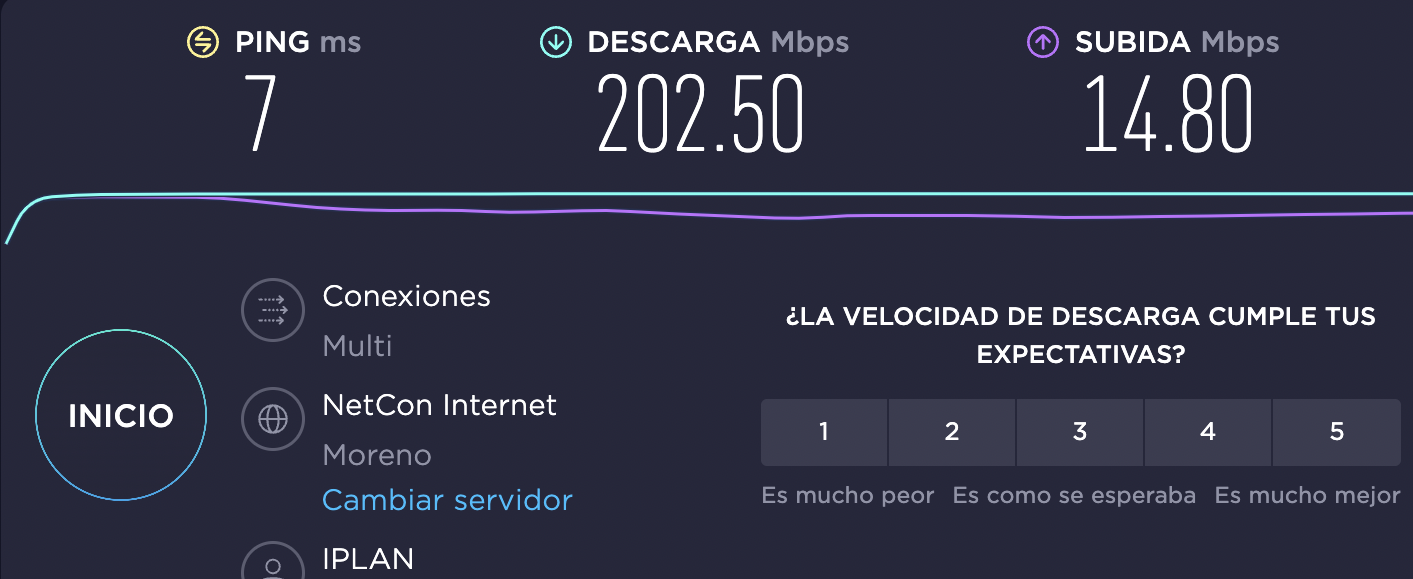 PING ms
DESCARGA Mbps
SUBIDA Mbps
7
202.50
14.80
Conexiones
Multi
NetCon Internet
Moreno
Cambiar servidor
IPLAN
INICIO
¿LA VELOCIDAD DE DESCARGA CUMPLE TUS
EXPECTATIVAS?
1 2 3 4 5
Es mucho peor Es como se esperaba Es mucho mejor